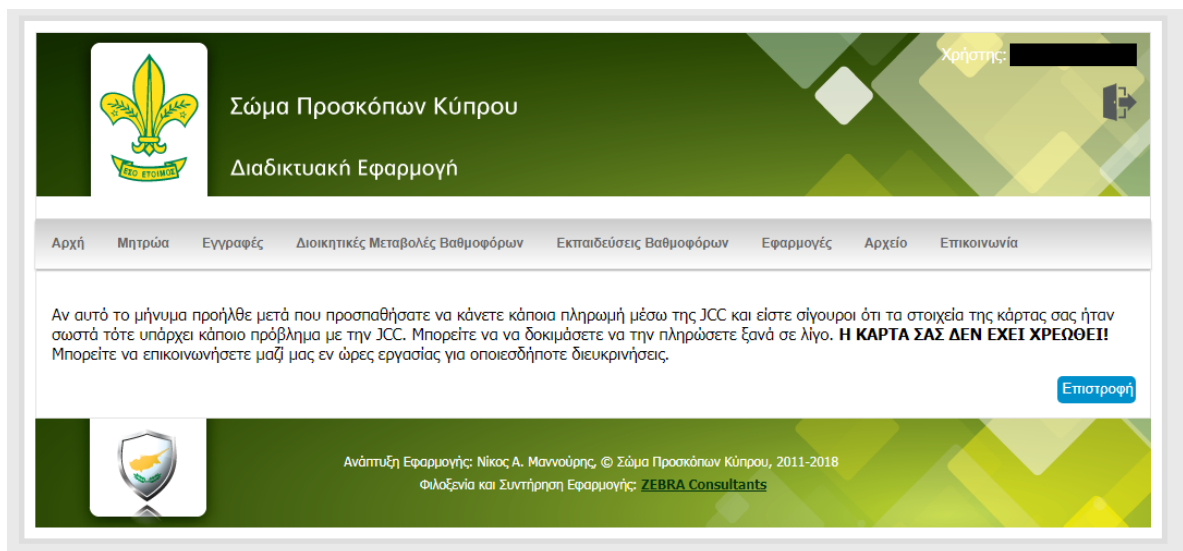 Χρήστης:
Σώμα Προσκόπων Κύπρου
Διαδικτυακή Εφαρμογή
ΕΣΟ ΕΤΟΙΜΟΣ
Αρχή Μητρώα Εγγραφές Διοικητικές Μεταβολές Βαθμοφόρων Εκπαιδεύσεις Βαθμοφόρων Εφαρμογές Αρχείο Επικοινωνία
Αν αυτό το μήνυμα προήλθε μετά που προσπαθήσατε να κάνετε κάποια πληρωμή μέσω της JCC και είστε σίγουροι ότι τα στοιχεία της κάρτας σας ήταν
σωστά τότε υπάρχει κάποιο πρόβλημα με την JCC. Μπορείτε να να δοκιμάσετε να την πληρώσετε ξανά σε λίγο. Η ΚΑΡΤΑ ΣΑΣ ΔΕΝ ΕΧΕΙ ΧΡΕΩΘΕΙ!
Μπορείτε να επικοινωνήσετε μαζί μας εν ώρες εργασίας για οποιεσδήποτε διευκρινήσεις.
Επιστροφή
Ανάπτυξη Εφαρμογής: Νίκος Α. Μαννούρης, © Σώμα Προσκόπων Κύπρου, 2011-2018
Φιλοξενία και Συντήρηση Εφαρμογής: ZEBRA Consultants